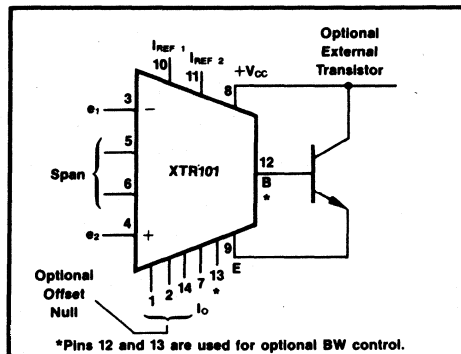 Optional
External
Transistor
I REF 1
I REF 2
10
11
+VCC
8
e1
3
−
5
Span
6
XTR101
12
B
*
e2
4
+
9
E
13
*
7
14
2
1
IO
Optional
Offset
Null
*Pins 12 and 13 are used for optional BW control.